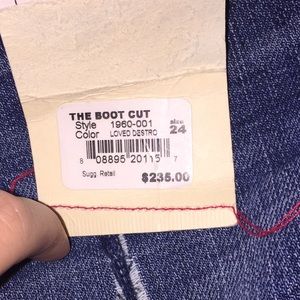 THE BOOT CUT
Style 1960-001 size
Color LOVED DESTRO 24
8 08895 20115 7
Sugg. Retail $235.00